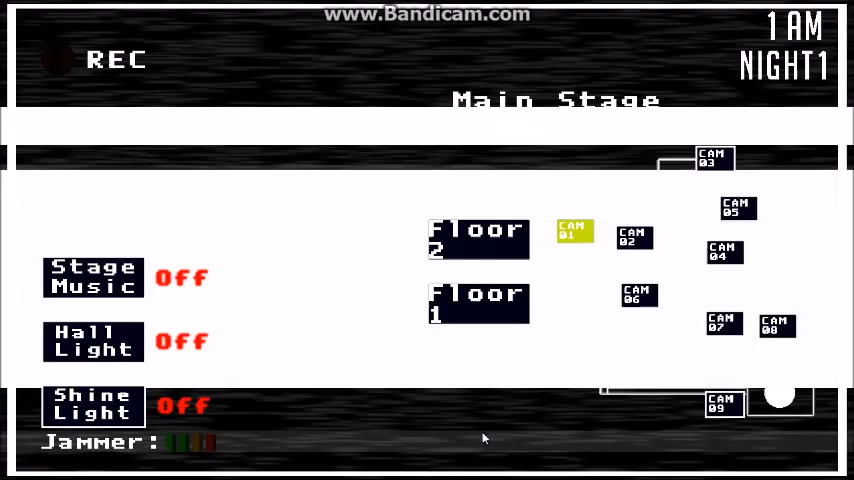 www.Bandicam.com
1 AM
REC
NIGHT1
Main Stage
CAM
03
CAM
05
Floor
2
CAM
01
CAM
02
CAM
04
Stage
Music
Off
Floor
1
CAM
06
CAM
07
CAM
08
Hall
Light
Off
Shine
Light
Off
CAM
09
Jammer: